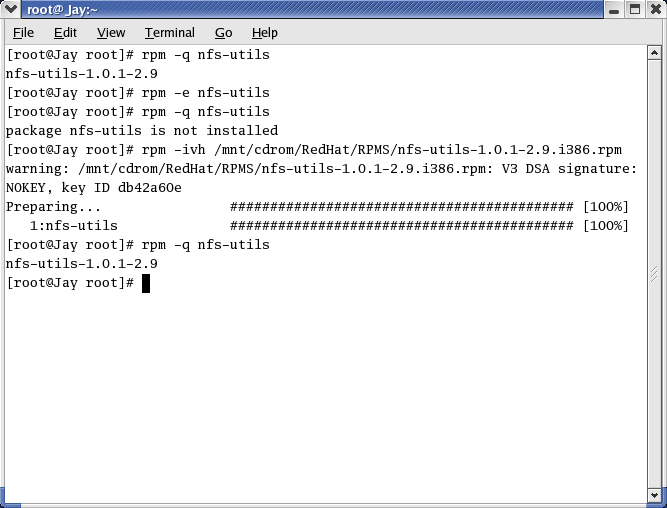 root@ Jay:~
File Edit View Terminal Go Help
[root@Jay root]# rpm -q nfs-utils
nfs-utils-1.0.1-2.9
[root@Jay root]# rpm -e nfs-utils
[root@Jay root]# rpm -q nfs-utils
package nfs-utils is not installed
[root@Jay root]# rpm -ivh /mnt/cdrom/RedHat/RPMS/nfs-utils-1.0.1-2.9.i386.rpm
warning: /mnt/cdrom/RedHat/RPMS/nfs-utils-1.0.1-2.9.i386.rpm: V3 DSA signature:
NOKEY, key ID db42a60e
Preparing... ########################################### [100%]
1:nfs-utils ########################################### [100%]
[root@Jay root]# rpm -q nfs-utils
nfs-utils-1.0.1-2.9
[root@Jay root]#